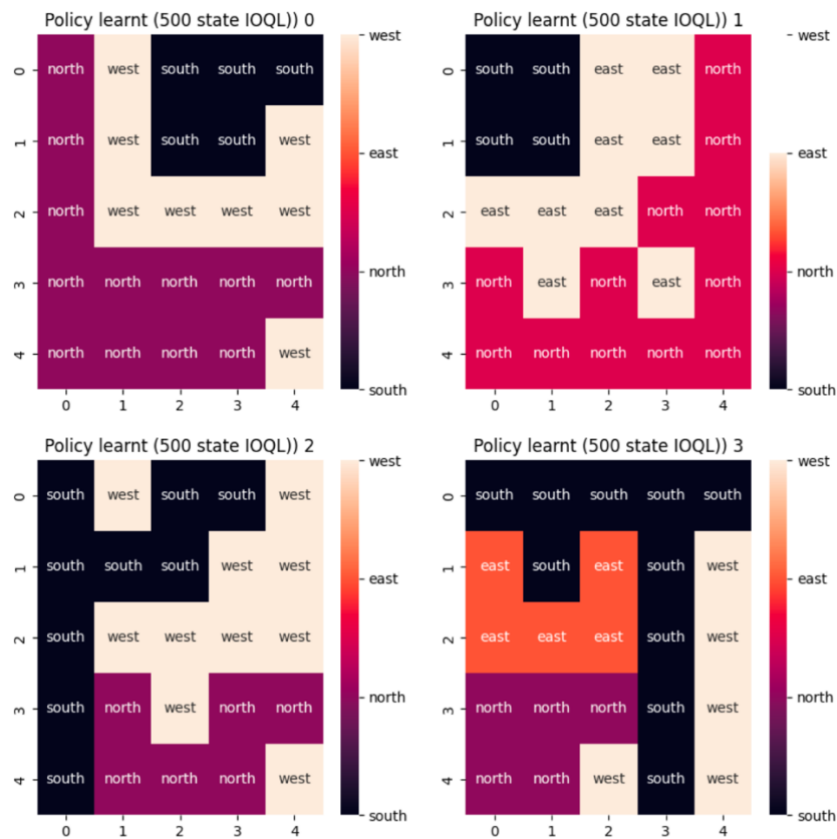 Policy learnt (500 state IOQL)) 0
0 north west south south south
1 north west south south west
2 north west west west west
3 north north north north north
4 north north north north west
0 1 2 3 4
west
east
north
south
Policy learnt (500 state IOQL)) 1
0 south south east east north
1 south south east east north
2 east east east north north
3 north east north east north
4 north north north north north
0 1 2 3 4
west
east
north
south
Policy learnt (500 state IOQL)) 2
0 south west south south west
1 south south south west west
2 south west west west west
3 south north west north north
4 south north north north west
0 1 2 3 4
west
east
north
south
Policy learnt (500 state IOQL)) 3
0 south south south south south
1 east south east south west
2 east east east south west
3 north north north south west
4 north north west south west
0 1 2 3 4
west
east
north
south